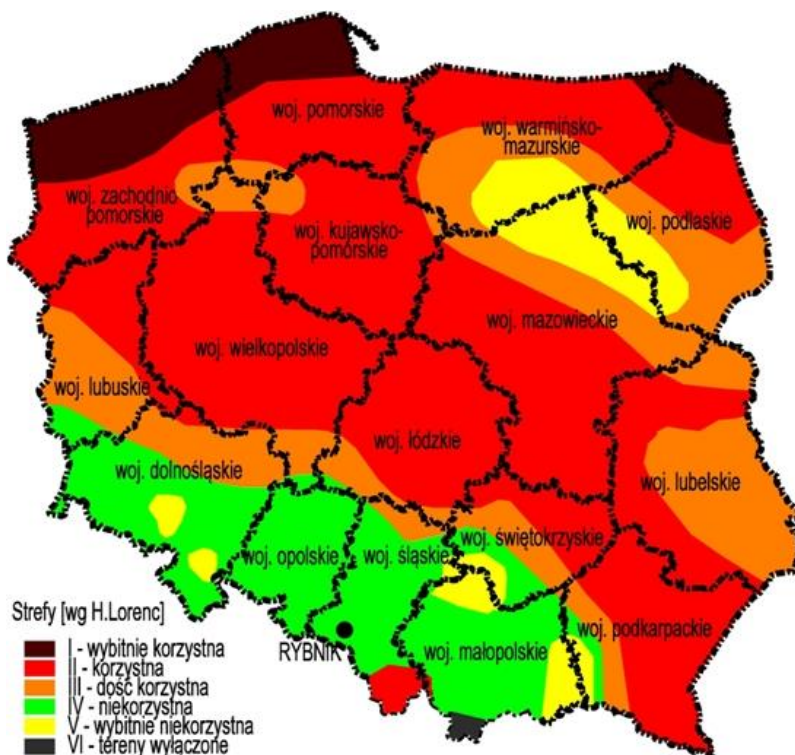 woj. pomorskie
woj. warmińsko-
mazurskie
woj. zachodnio
pomorskie
woj. podlaskie
woj. kujawsko-
pomorskie
woj. mazowieckie
woj. wielkopolskie
woj. lubuskie
woj. łódzkie
woj. dolnośląskie
woj. lubelskie
woj. opolskie
woj. śląskie
woj. świętokrzyskie
woj. podkarpackie
woj. małopolskie
RYBNIK
Strefy [wg H.Lorenc]
I - wybitnie korzystna
II - korzystna
III - dość korzystna
IV - niekorzystna
V - wybitnie niekorzystna
VI - tereny wyłączone